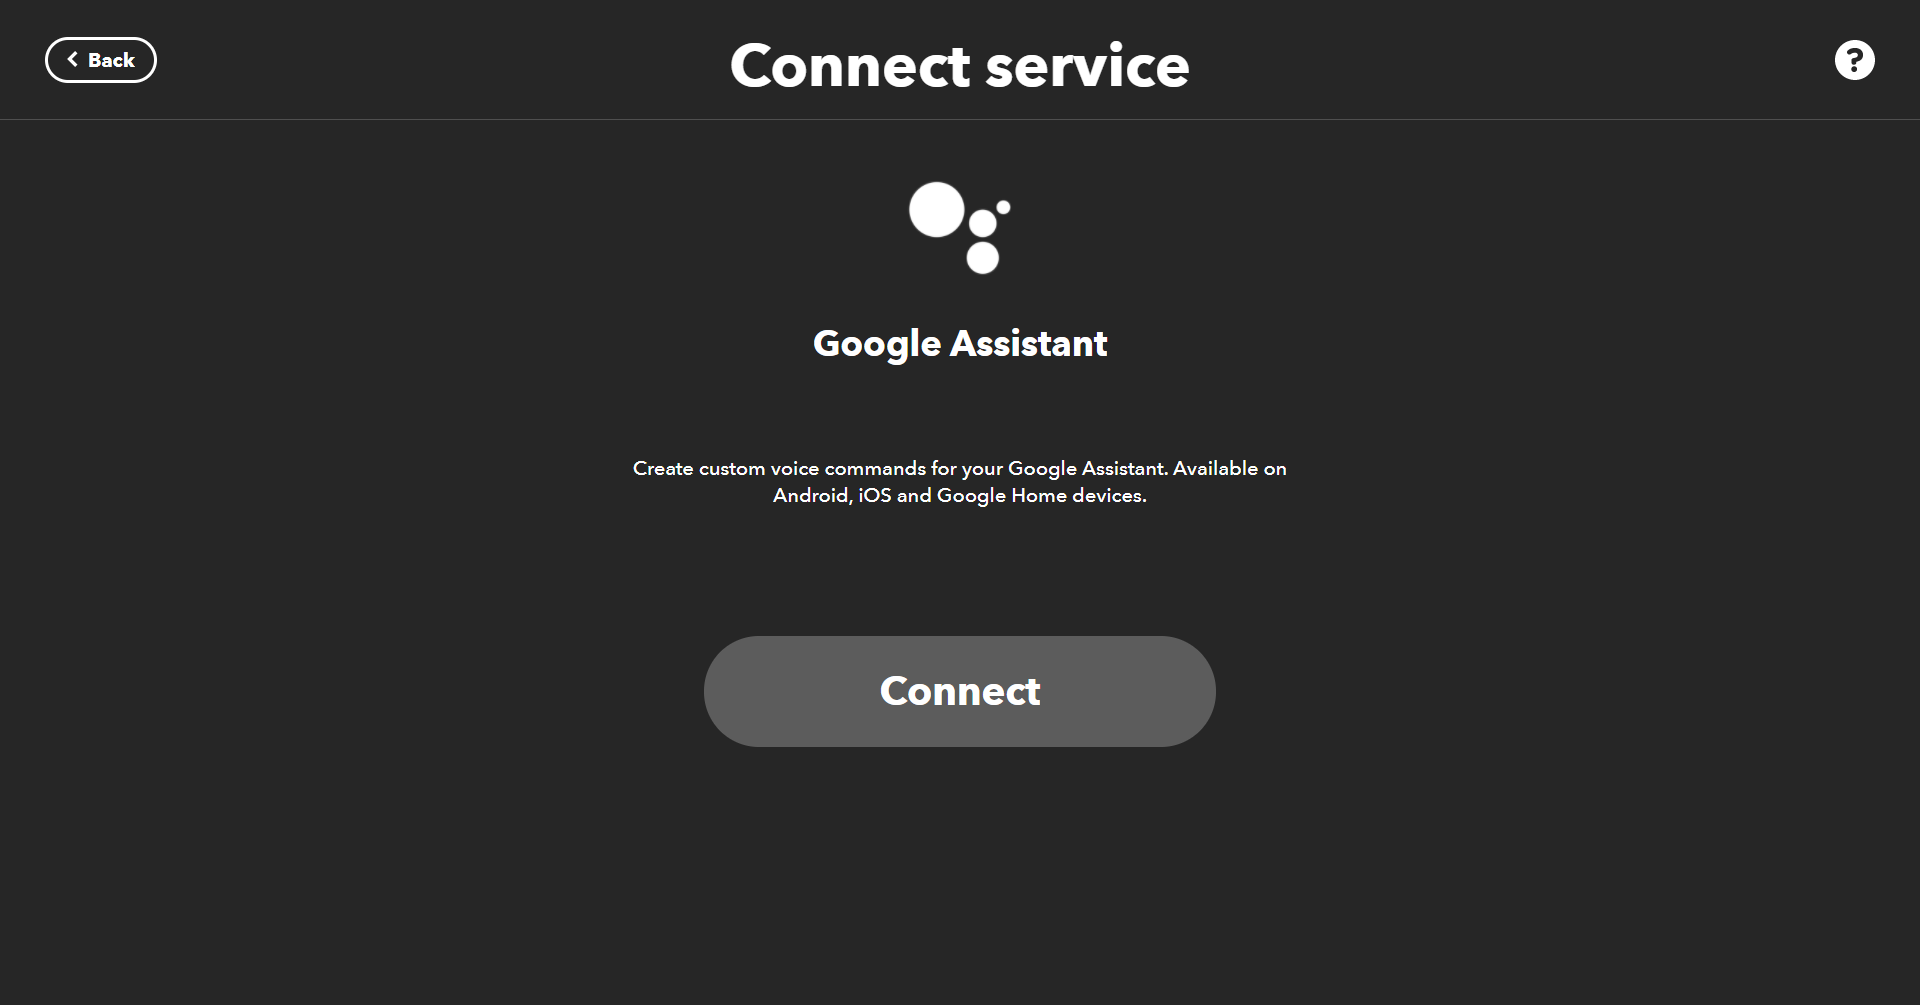 Back
Connect service
?
Google Assistant
Create custom voice commands for your Google Assistant. Available on
Android, iOS and Google Home devices.
Connect